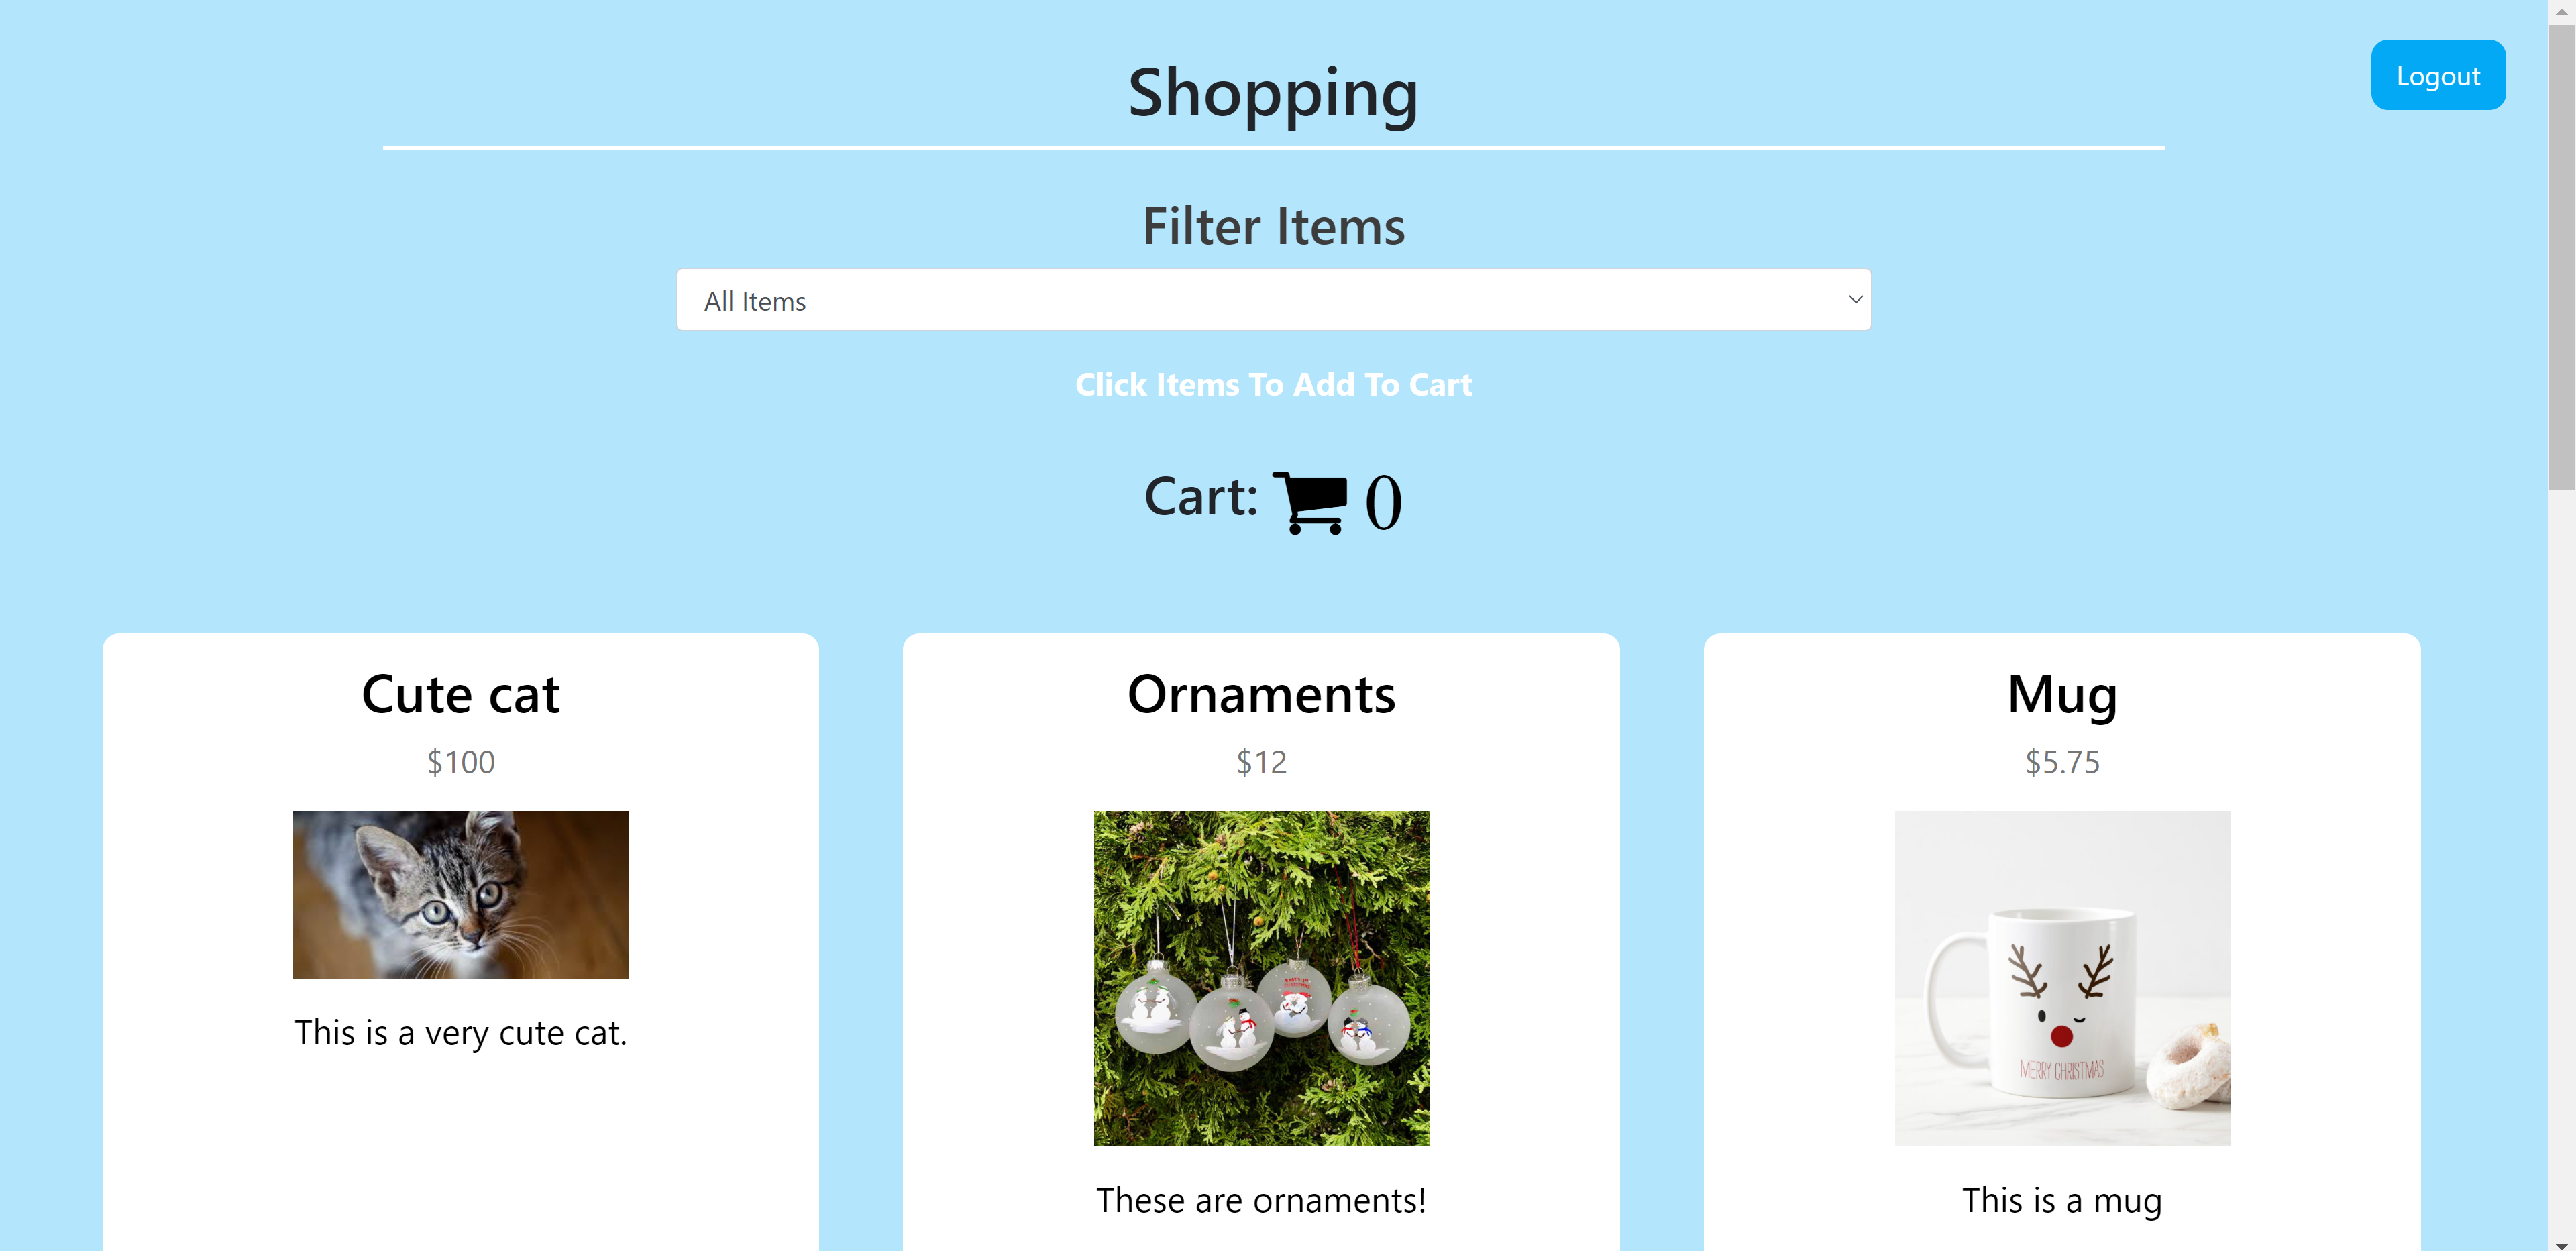 Shopping
Logout
Filter Items
All Items
Click Items To Add To Cart
Cart: 0
Cute cat
$100
This is a very cute cat.
Ornaments
$12
These are ornaments!
Mug
$5.75
MERRY CHRISTMAS
This is a mug